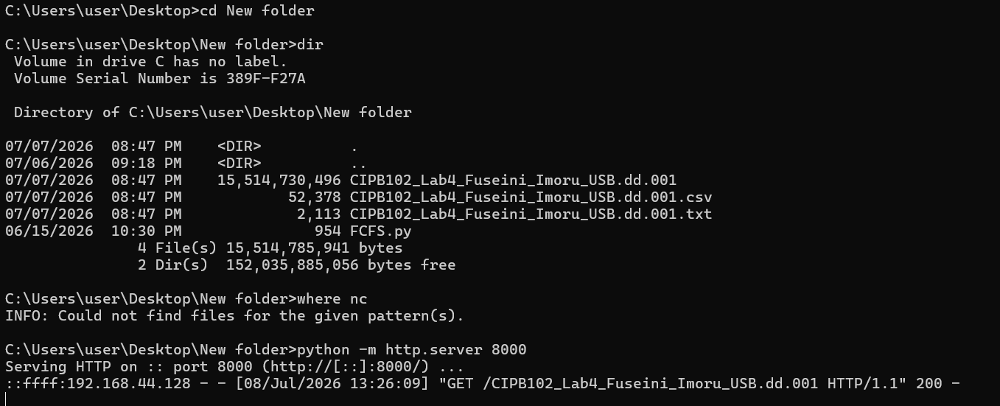 C:\Users\user\Desktop>cd New folder
C:\Users\user\Desktop\New folder>dir
Volume in drive C has no label.
Volume Serial Number is 389F-F27A
Directory of C:\Users\user\Desktop\New folder
07/07/2026  08:47 PM    <DIR>          .
07/06/2026  09:18 PM    <DIR>          ..
07/07/2026  08:47 PM    15,514,730,496 CIPB102_Lab4_Fuseini_Imoru_USB.dd.001
07/07/2026  08:47 PM            52,378 CIPB102_Lab4_Fuseini_Imoru_USB.dd.001.csv
07/07/2026  08:47 PM             2,113 CIPB102_Lab4_Fuseini_Imoru_USB.dd.001.txt
06/15/2026  10:30 PM               954 FCFS.py
4 File(s) 15,514,785,941 bytes
2 Dir(s)  152,035,885,056 bytes free
C:\Users\user\Desktop\New folder>where nc
INFO: Could not find files for the given pattern(s).
C:\Users\user\Desktop\New folder>python -m http.server 8000
Serving HTTP on :: port 8000 (http://[::]:8000/) ...
::ffff:192.168.44.128 - - [08/Jul/2026 13:26:09] "GET /CIPB102_Lab4_Fuseini_Imoru_USB.dd.001 HTTP/1.1" 200 -